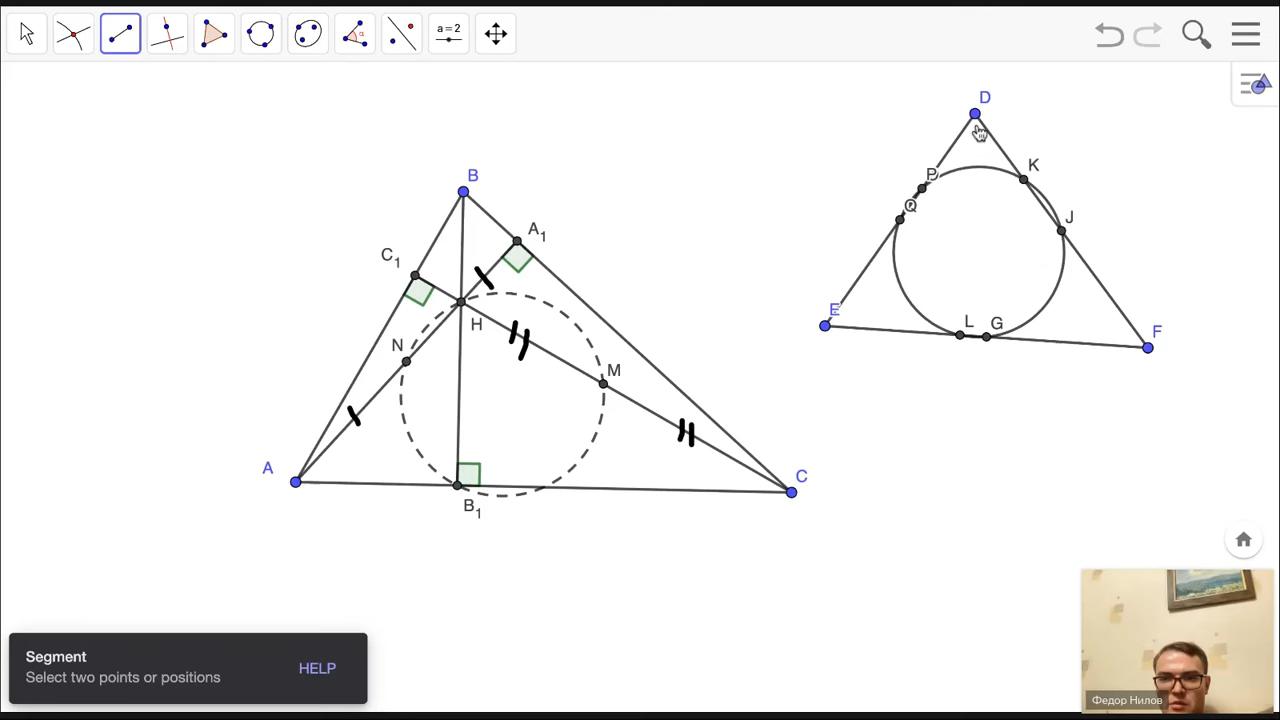 a=2
D
P
K
Q
J
E
L
G
F
B
A1
C1
H
N
M
A
B1
C
Segment
Select two points or positions
HELP
Федор Нилов